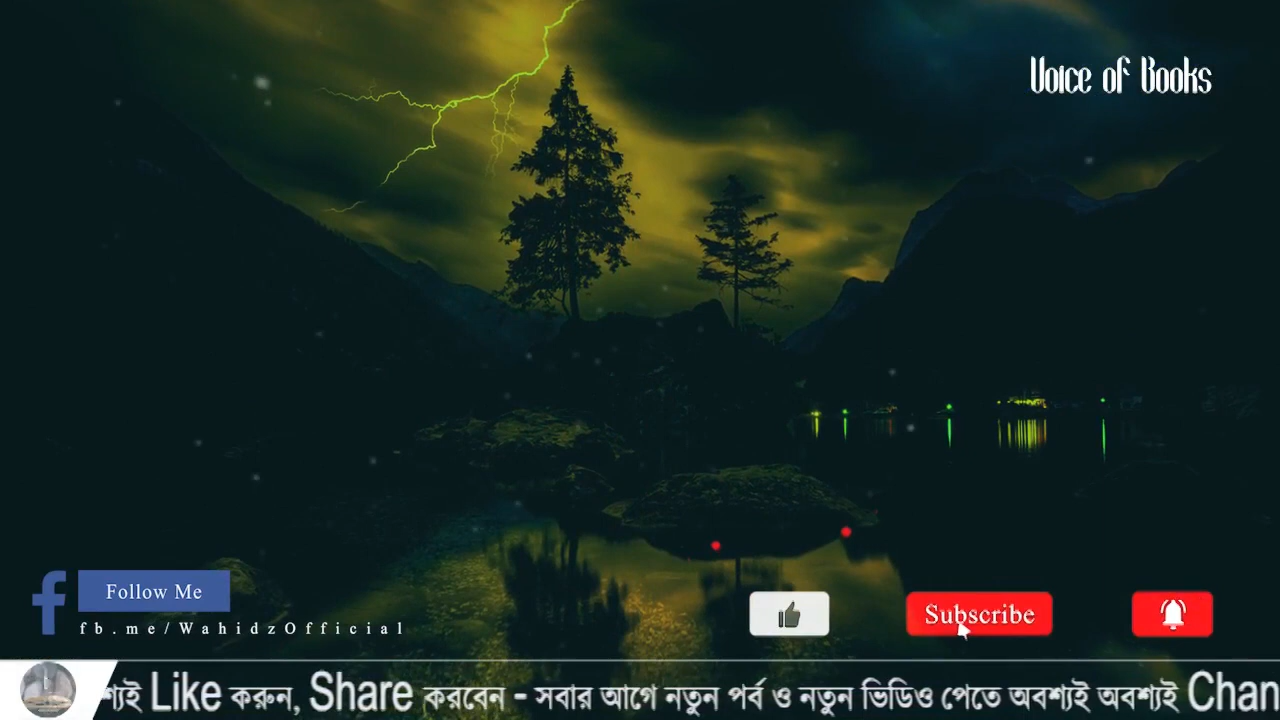 Voice of Books
Follow Me
fb.me/WahidzOfficial
Subscribe
Like করুন, Share করবেন - সবার আগে নতুন পর্ব ও নতুন ভিডিও পেতে অবশ্যই অবশ্যই Chan